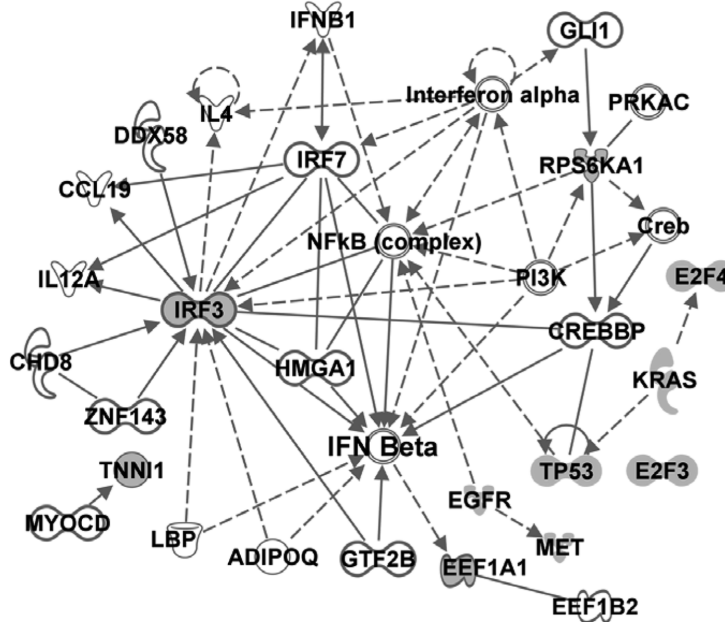 IFNB1
GLI1
Interferon alpha
PRKAC
IL4
DDX58
IRF7
RPS6KA1
CCL19
Creb
NFkB (complex)
IL12A
PI3K
E2F4
IRF3
CREBBP
CHD8
HMGA1
KRAS
ZNF143
IFN Beta
TNNI1
TP53
E2F3
EGFR
MYOCD
LBP
ADIPOQ
GTF2B
MET
EEF1A1
EEF1B2